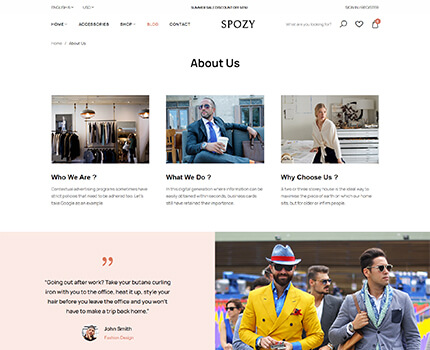 ENGLISH USD SUMMER SALE DISCOUNT OFF 50%! SIGN IN / REGISTER
HOME ACCESSORIES SHOP BLOG CONTACT SPOZY What are you looking for?
Home / About Us
About Us
Who We Are ?
Contextual advertising programs sometimes have
strict policies that need to be adhered too. Let's
take Google as an example.
What We Do ?
In this digital generation where information can be
easily obtained within seconds, business cards
still have retained their importance.
Why Choose Us ?
A two or three storey house is the ideal way to
maximise the piece of earth on which our home
sits, but for older or infirm people.
”
“Going out after work? Take your butane curling
iron with you to the office, heat it up, style your
hair before you leave the office and you won't
have to make a trip back home.”
John Smith
Fashion Design